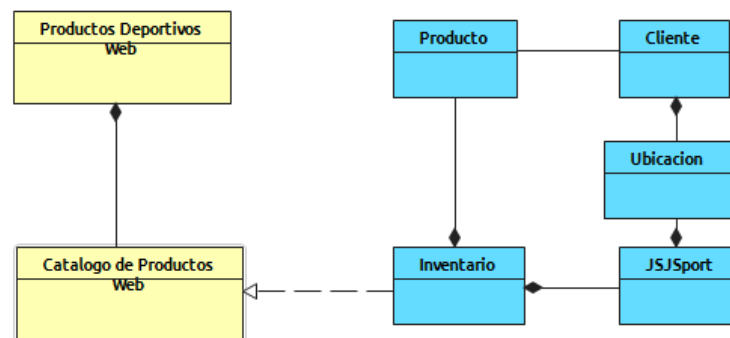 Productos Deportivos
Web
Producto
Cliente
Ubicacion
Catalogo de Productos
Web
Inventario
JSJSport